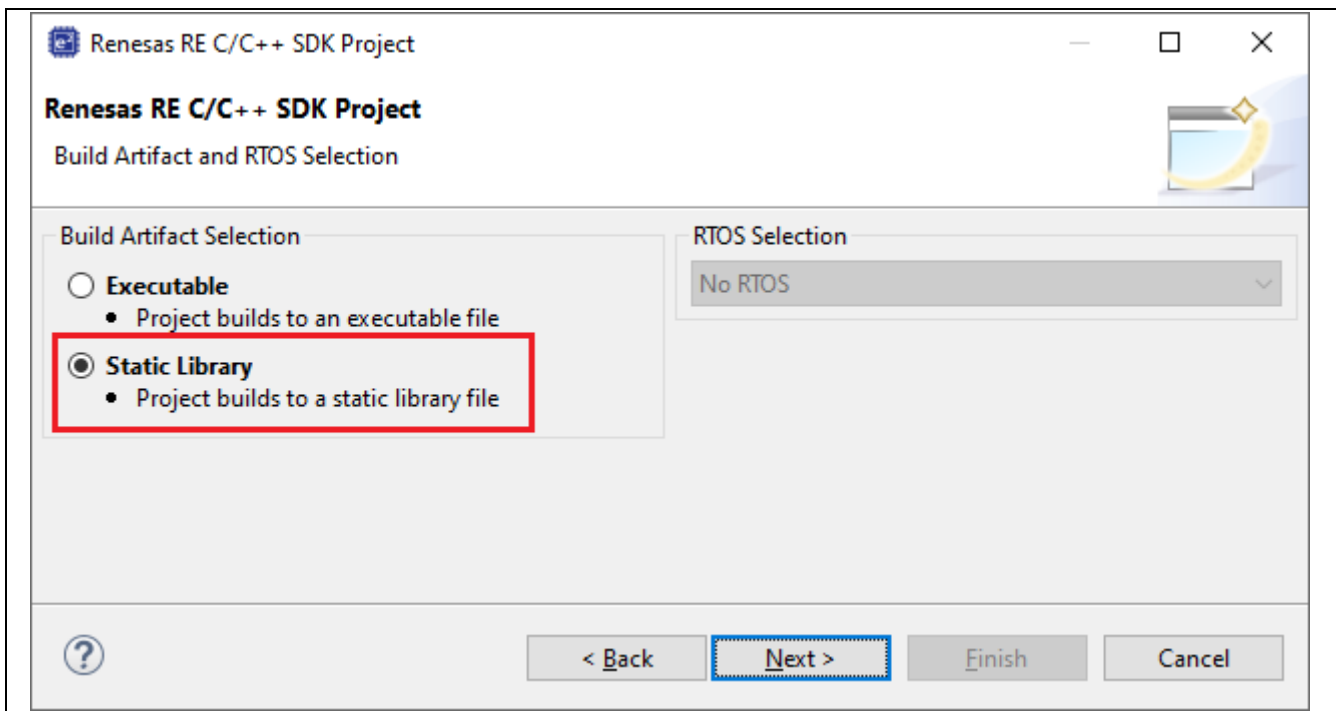 Renesas RE C/C++ SDK Project
Renesas RE C/C++ SDK Project
Build Artifact and RTOS Selection
Build Artifact Selection
Executable
• Project builds to an executable file
Static Library
• Project builds to a static library file
RTOS Selection
No RTOS
?
< Back
Next >
Finish
Cancel